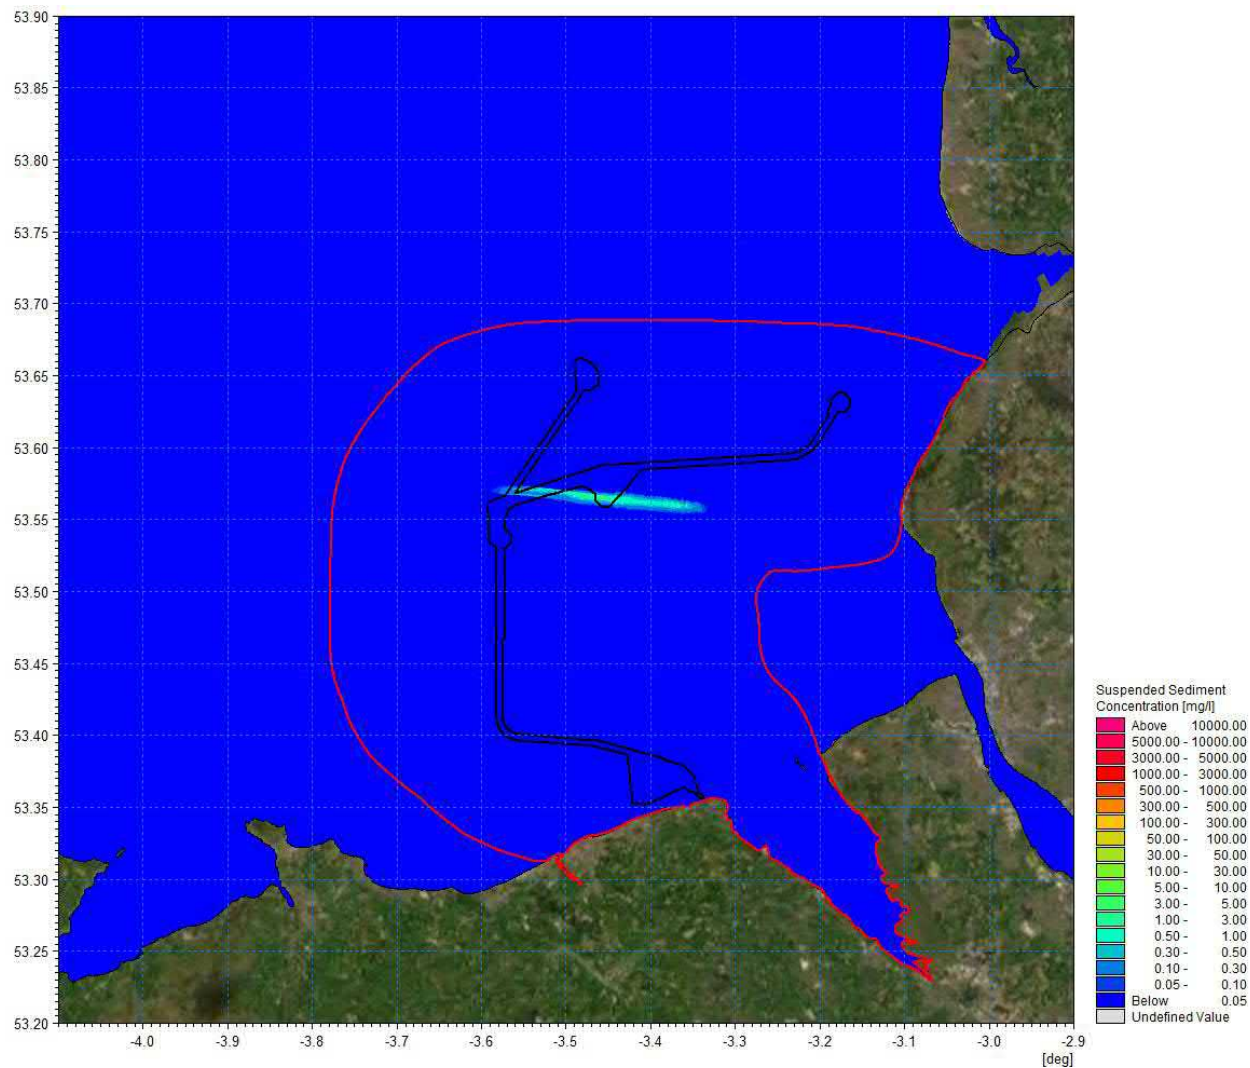 53.90
53.85
53.80
53.75
53.70
53.65
53.60
53.55
53.50
53.45
53.40
53.35
53.30
53.25
53.20
-4.0 -3.9 -3.8 -3.7 -3.6 -3.5 -3.4 -3.3 -3.2 -3.1 -3.0 -2.9
[deg]
Suspended Sediment
Concentration [mg/l]
Above 10000.00
5000.00 - 10000.00
3000.00 - 5000.00
1000.00 - 3000.00
500.00 - 1000.00
300.00 - 500.00
100.00 - 300.00
50.00 - 100.00
30.00 - 50.00
10.00 - 30.00
5.00 - 10.00
3.00 - 5.00
1.00 - 3.00
0.50 - 1.00
0.30 - 0.50
0.10 - 0.30
0.05 - 0.10
Below 0.05
Undefined Value